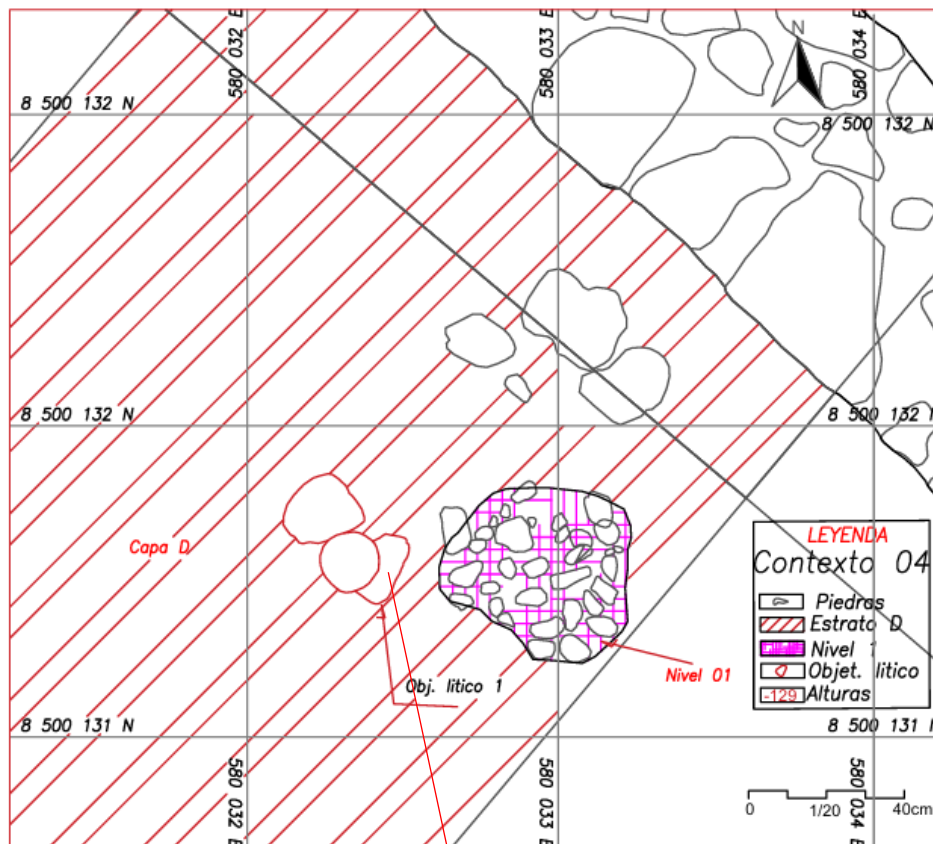 580 032 E
580 033 E
580 034 E
N
8 500 132 N
8 500 132 N
8 500 132 N
8 500 132 N
Capa D
Obj. lítico 1
Nivel 01
LEYENDA
Contexto 04
Piedras
Estrato D
Nivel 1
Objet. lítico
-129 Alturas
8 500 131 N
8 500 131 N
580 032 E
580 033 E
580 034 E
0 1/20 40cm